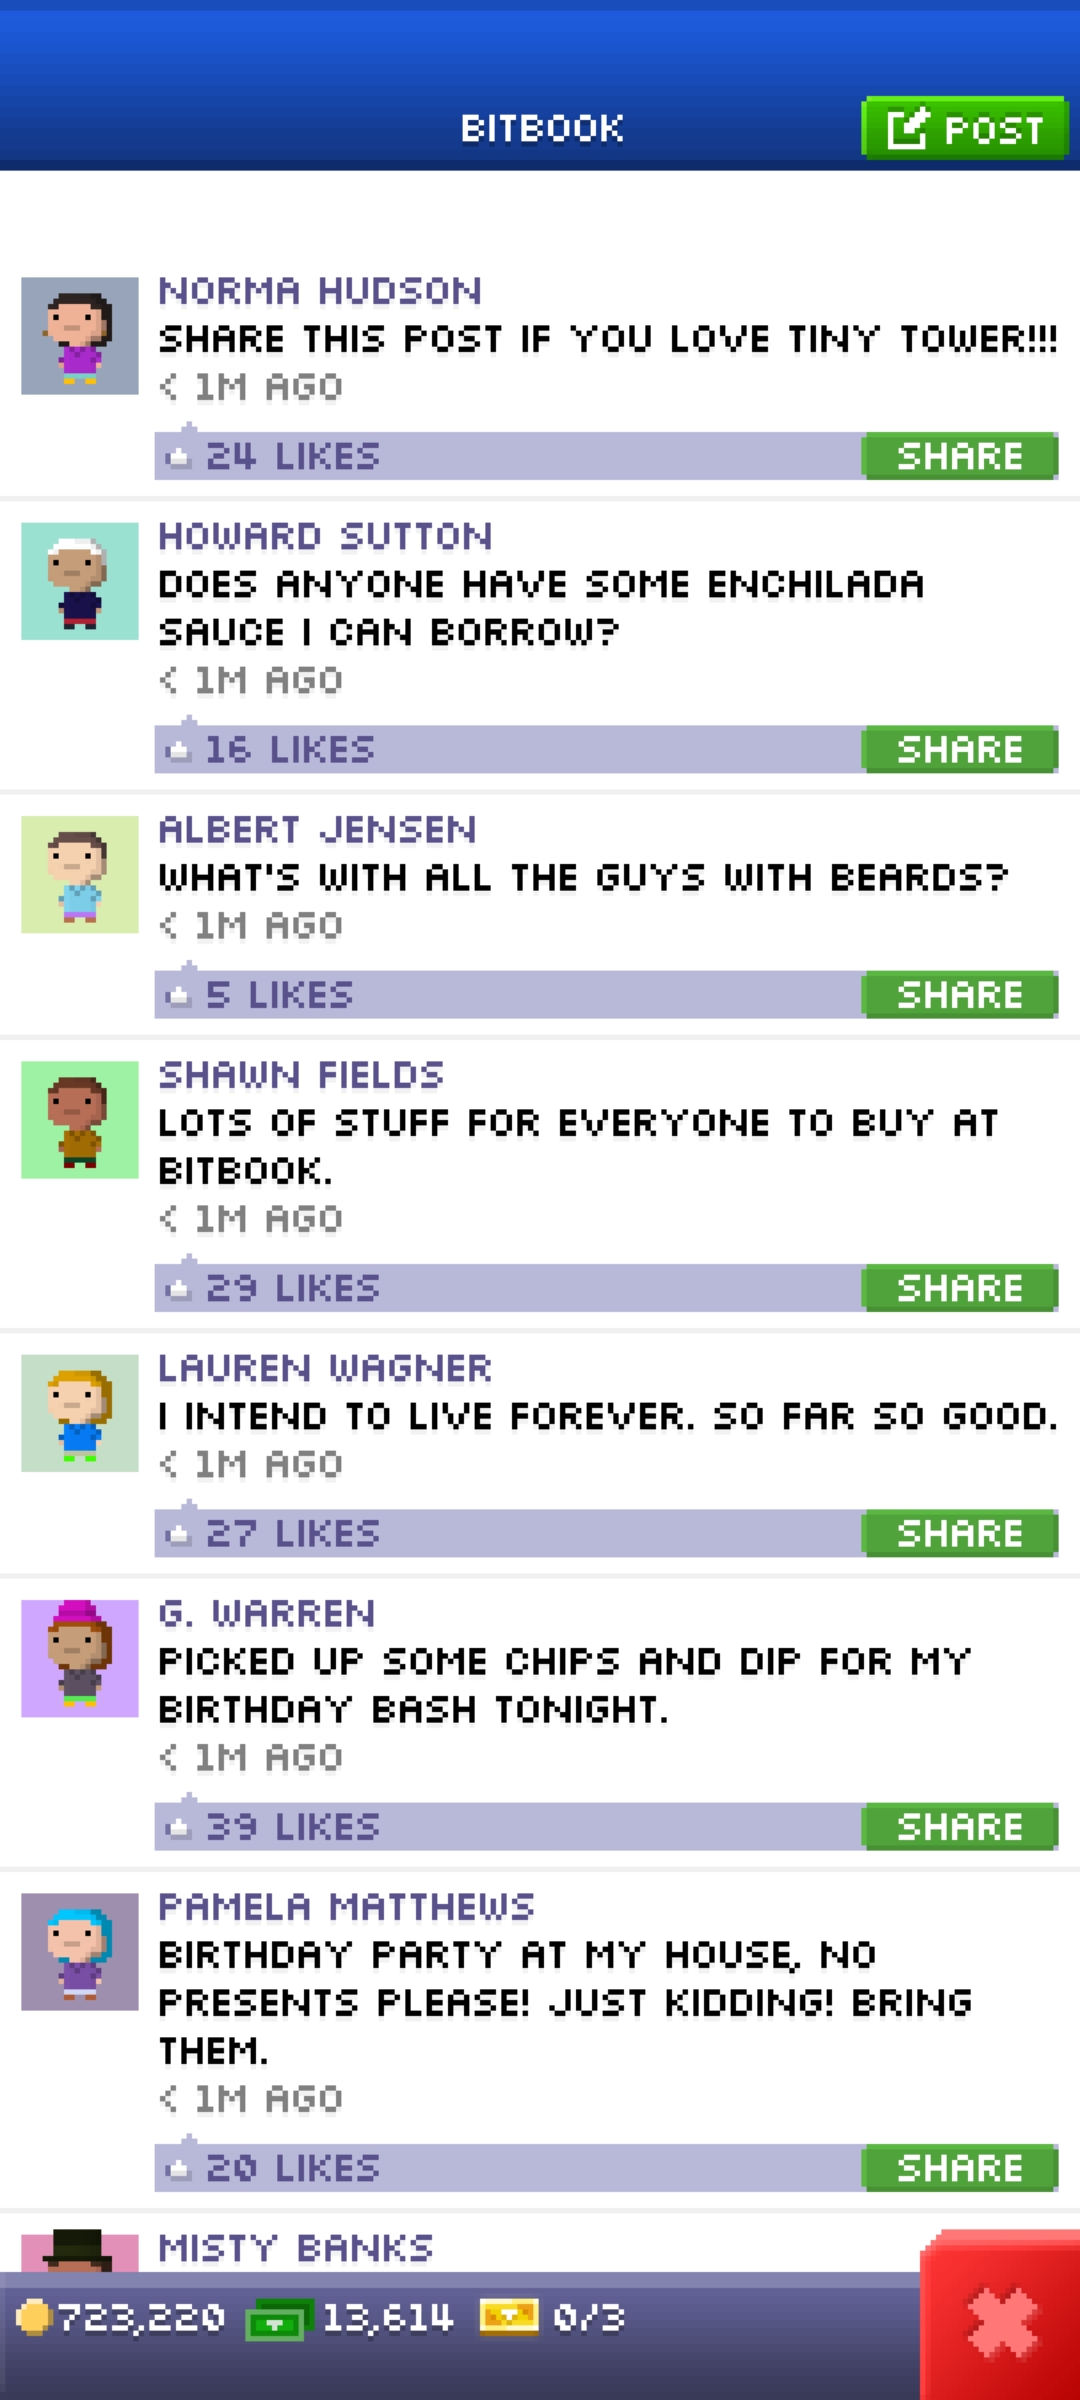 BITBOOK
POST
NORMA HUDSON
SHARE THIS POST IF YOU LOVE TINY TOWER!!!
< 1M AGO
24 LIKES
SHARE
HOWARD SUTTON
DOES ANYONE HAVE SOME ENCHILADA
SAUCE I CAN BORROW?
< 1M AGO
16 LIKES
SHARE
ALBERT JENSEN
WHAT'S WITH ALL THE GUYS WITH BEARDS?
< 1M AGO
5 LIKES
SHARE
SHAWN FIELDS
LOTS OF STUFF FOR EVERYONE TO BUY AT
BITBOOK.
< 1M AGO
29 LIKES
SHARE
LAUREN WAGNER
I INTEND TO LIVE FOREVER. SO FAR SO GOOD.
< 1M AGO
27 LIKES
SHARE
G. WARREN
PICKED UP SOME CHIPS AND DIP FOR MY
BIRTHDAY BASH TONIGHT.
< 1M AGO
39 LIKES
SHARE
PAMELA MATTHEWS
BIRTHDAY PARTY AT MY HOUSE, NO
PRESENTS PLEASE! JUST KIDDING! BRING
THEM.
< 1M AGO
20 LIKES
SHARE
MISTY BANKS
723,220 13,614 0/3